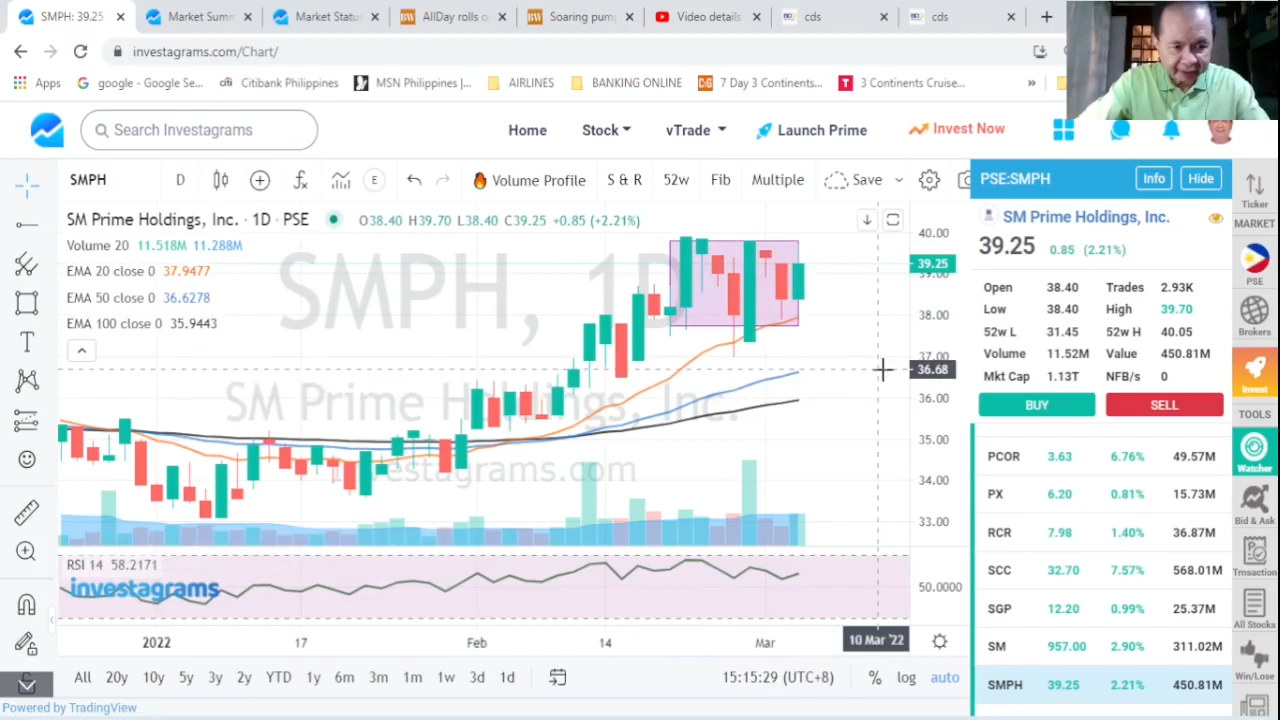 SMPH: 39.25
Market Summ
Market Status
AllDay rolls o
Soaring pump
Video details
cds
cds
investagrams.com/Chart/
Apps
google - Google Se...
Citibank Philippines
MSN Philippines |...
AIRLINES
BANKING ONLINE
7 Day 3 Continents...
3 Continents Cruise...
»
Search Investagrams
Home
Stock
vTrade
Launch Prime
Invest Now
SMPH
D
E
Volume Profile
S & R
52w
Fib
Multiple
Save
SM Prime Holdings, Inc. · 1D · PSE
O38.40 H39.70 L38.40 C39.25 +0.85 (+2.21%)
Volume 20 11.518M 11.288M
EMA 20 close 0 37.9477
EMA 50 close 0 36.6278
EMA 100 close 0 35.9443
SMPH, 1D
SM Prime Holdings, Inc.
Investagrams.com
40.00
39.25
39.00
38.00
37.00
36.68
36.00
35.00
34.00
33.00
RSI 14 58.2171
investagrams
50.0000
2022
17
Feb
14
Mar
10 Mar '22
All
20y
10y
5y
YTD
3y
2y
1y
6m
3m
1m
1w
3d
1d
15:15:29 (UTC+8)
%
log
auto
Powered by TradingView
PSE:SMPH
Info
Hide
SM Prime Holdings, Inc.
39.25 0.85 (2.21%)
Open 38.40 Trades 2.93K
Low 38.40 High 39.70
52w L 31.45 52w H 40.05
Volume 11.52M Value 450.81M
Mkt Cap 1.13T NFB/s 0
BUY
SELL
PCOR 3.63 6.76% 49.57M
PX 6.20 0.81% 15.73M
RCR 7.98 1.40% 36.87M
SCC 32.70 7.57% 568.01M
SGP 12.20 0.99% 25.37M
SM 957.00 2.90% 311.02M
SMPH 39.25 2.21% 450.81M
Ticker
MARKET
PSE
Brokers
Invest
TOOLS
Watcher
Bid & Ask
Trnsaction
All Stocks
Win/Lose